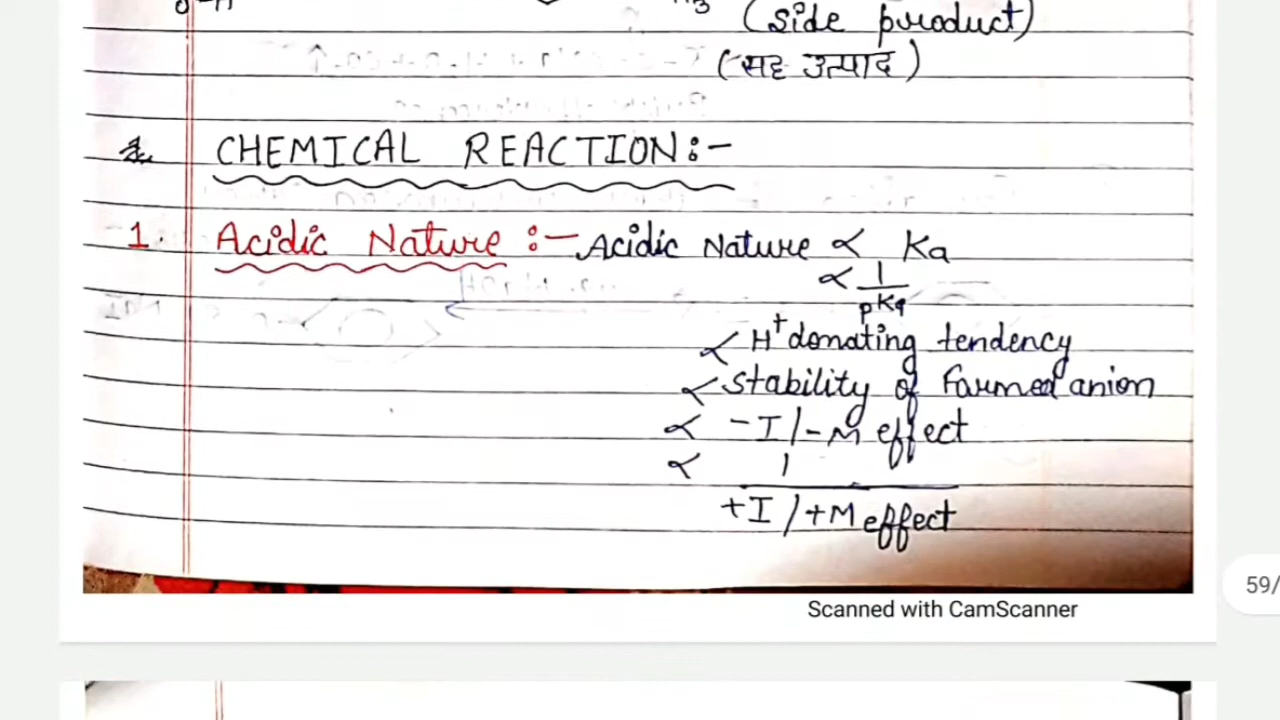 (side product)
(सह उत्पाद)
CHEMICAL REACTION:-
1. Acidic Nature :- Acidic Nature ∝ Ka
∝ 1/pKa
∝ H+ donating tendency
∝ stability of Formed anion
∝ -I/-M effect
∝ 1
+I/+M effect
Scanned with CamScanner
59/